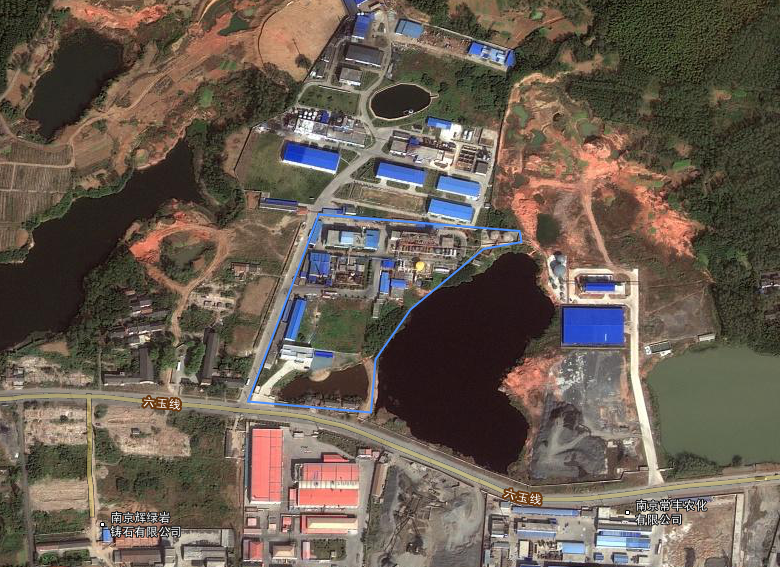 六玉线
六玉线
南京辉绿岩
铸石有限公司
南京常丰农化
有限公司